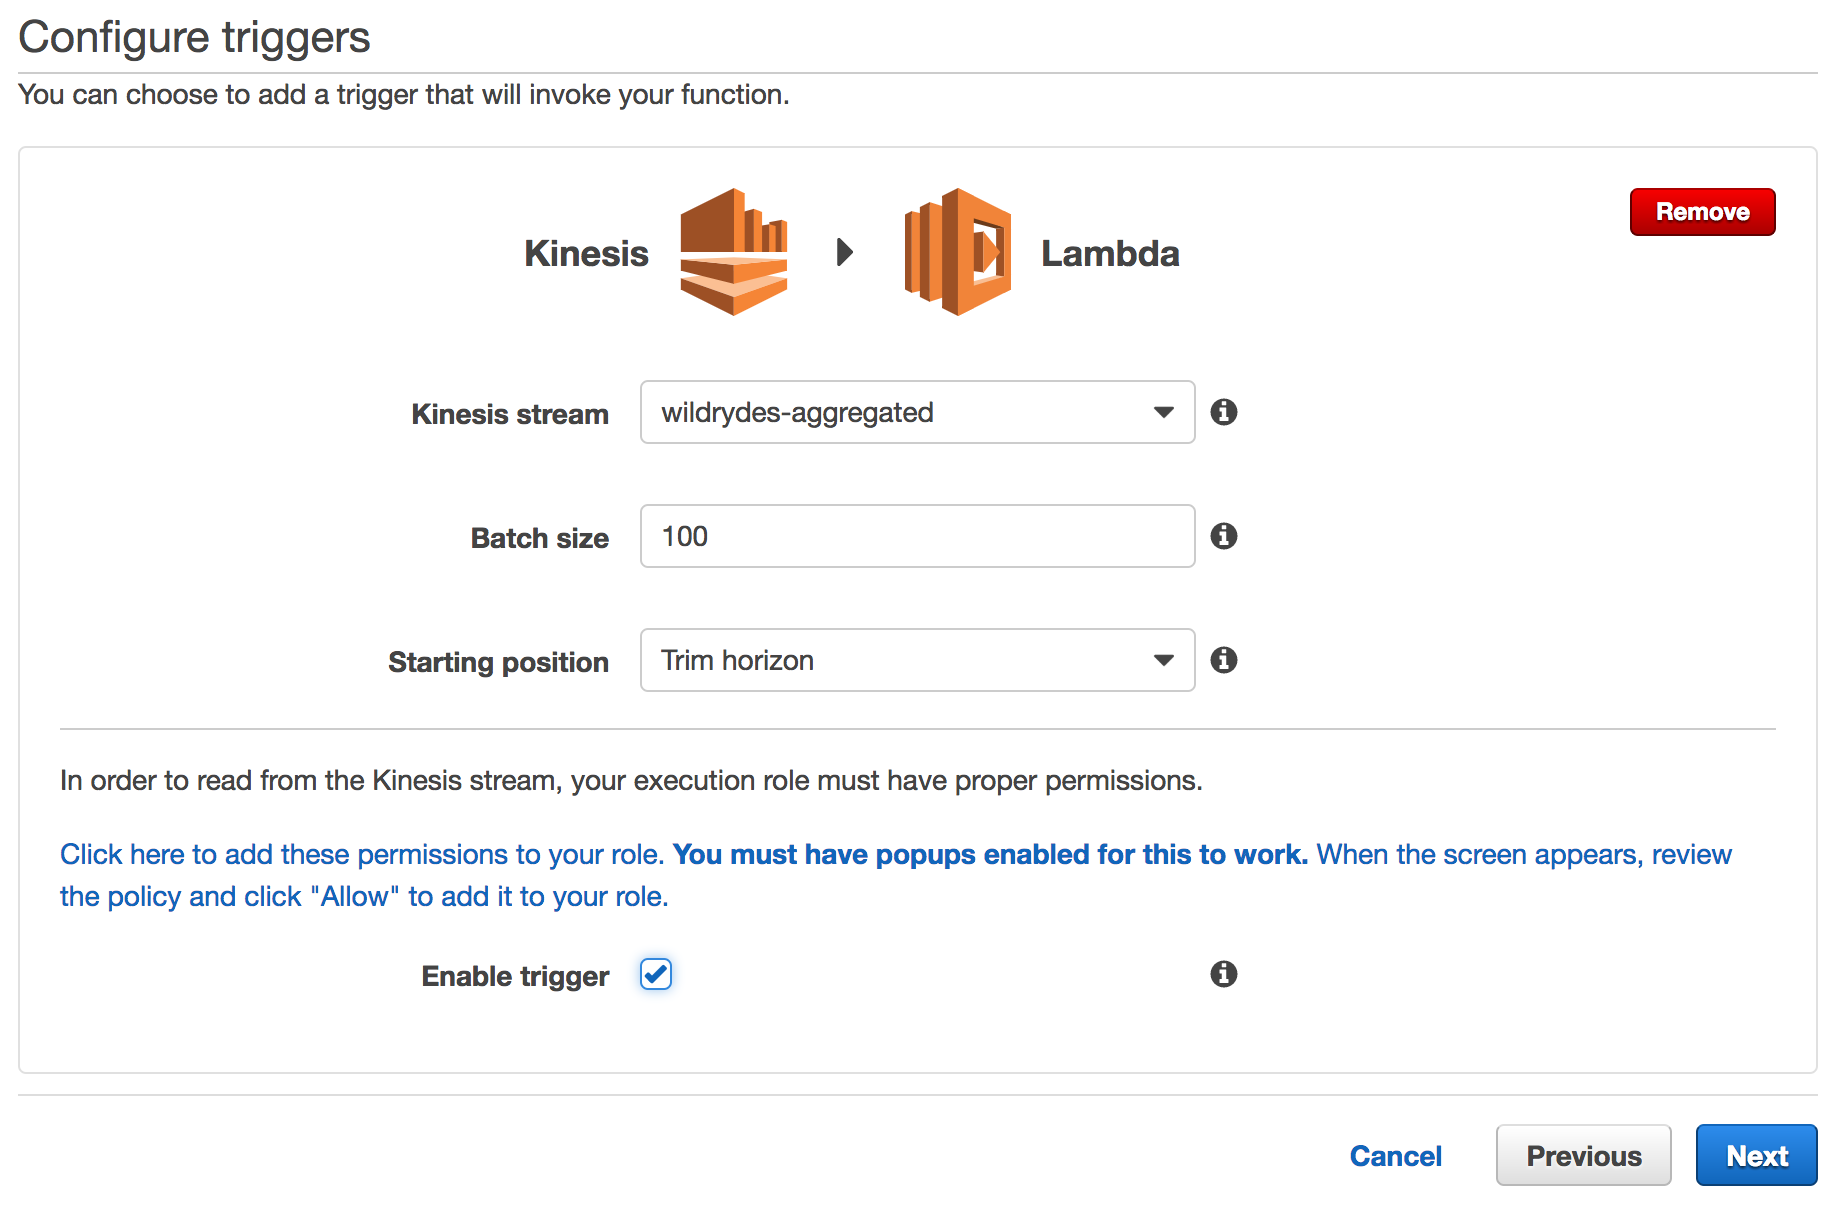 Configure triggers
You can choose to add a trigger that will invoke your function.
Remove
Kinesis
Lambda
Kinesis stream
wildrydes-aggregated
Batch size
100
Starting position
Trim horizon
In order to read from the Kinesis stream, your execution role must have proper permissions.
Click here to add these permissions to your role. You must have popups enabled for this to work. When the screen appears, review
the policy and click "Allow" to add it to your role.
Enable trigger
Cancel
Previous
Next